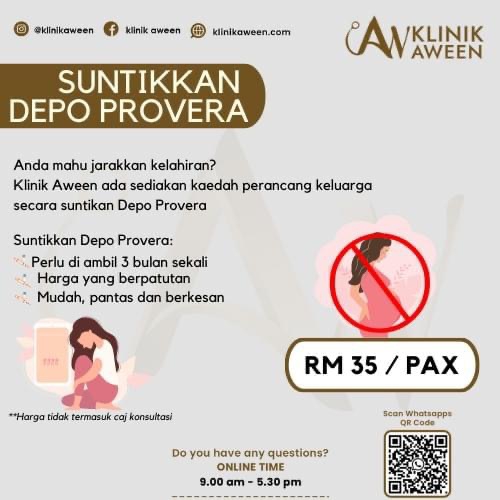 @klinikaween klinik aween klinikaween.com
KLINIK
AWEEN
SUNTIKKAN
DEPO PROVERA
Anda mahu jarakkan kelahiran?
Klinik Aween ada sediakan kaedah perancang keluarga
secara suntikan Depo Provera
Suntikkan Depo Provera:
Perlu di ambil 3 bulan sekali
Harga yang berpatutan
Mudah, pantas dan berkesan
RM 35 / PAX
**Harga tidak termasuk caj konsultasi
Scan Whatsapps
QR Code
Do you have any questions?
ONLINE TIME
9.00 am - 5.30 pm